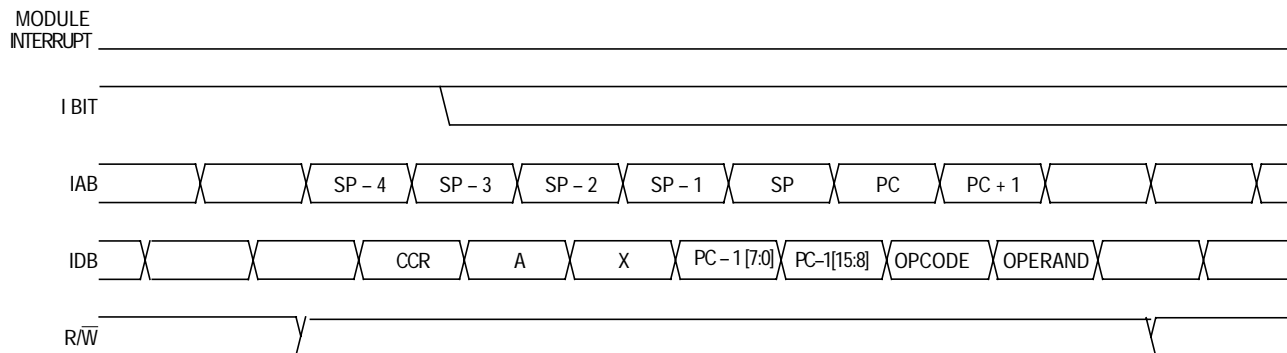 MODULE
INTERRUPT
I BIT
IAB SP – 4 SP – 3 SP – 2 SP – 1 SP PC PC + 1
IDB CCR A X PC – 1 [7:0] PC–1[15:8] OPCODE OPERAND
R/W̅